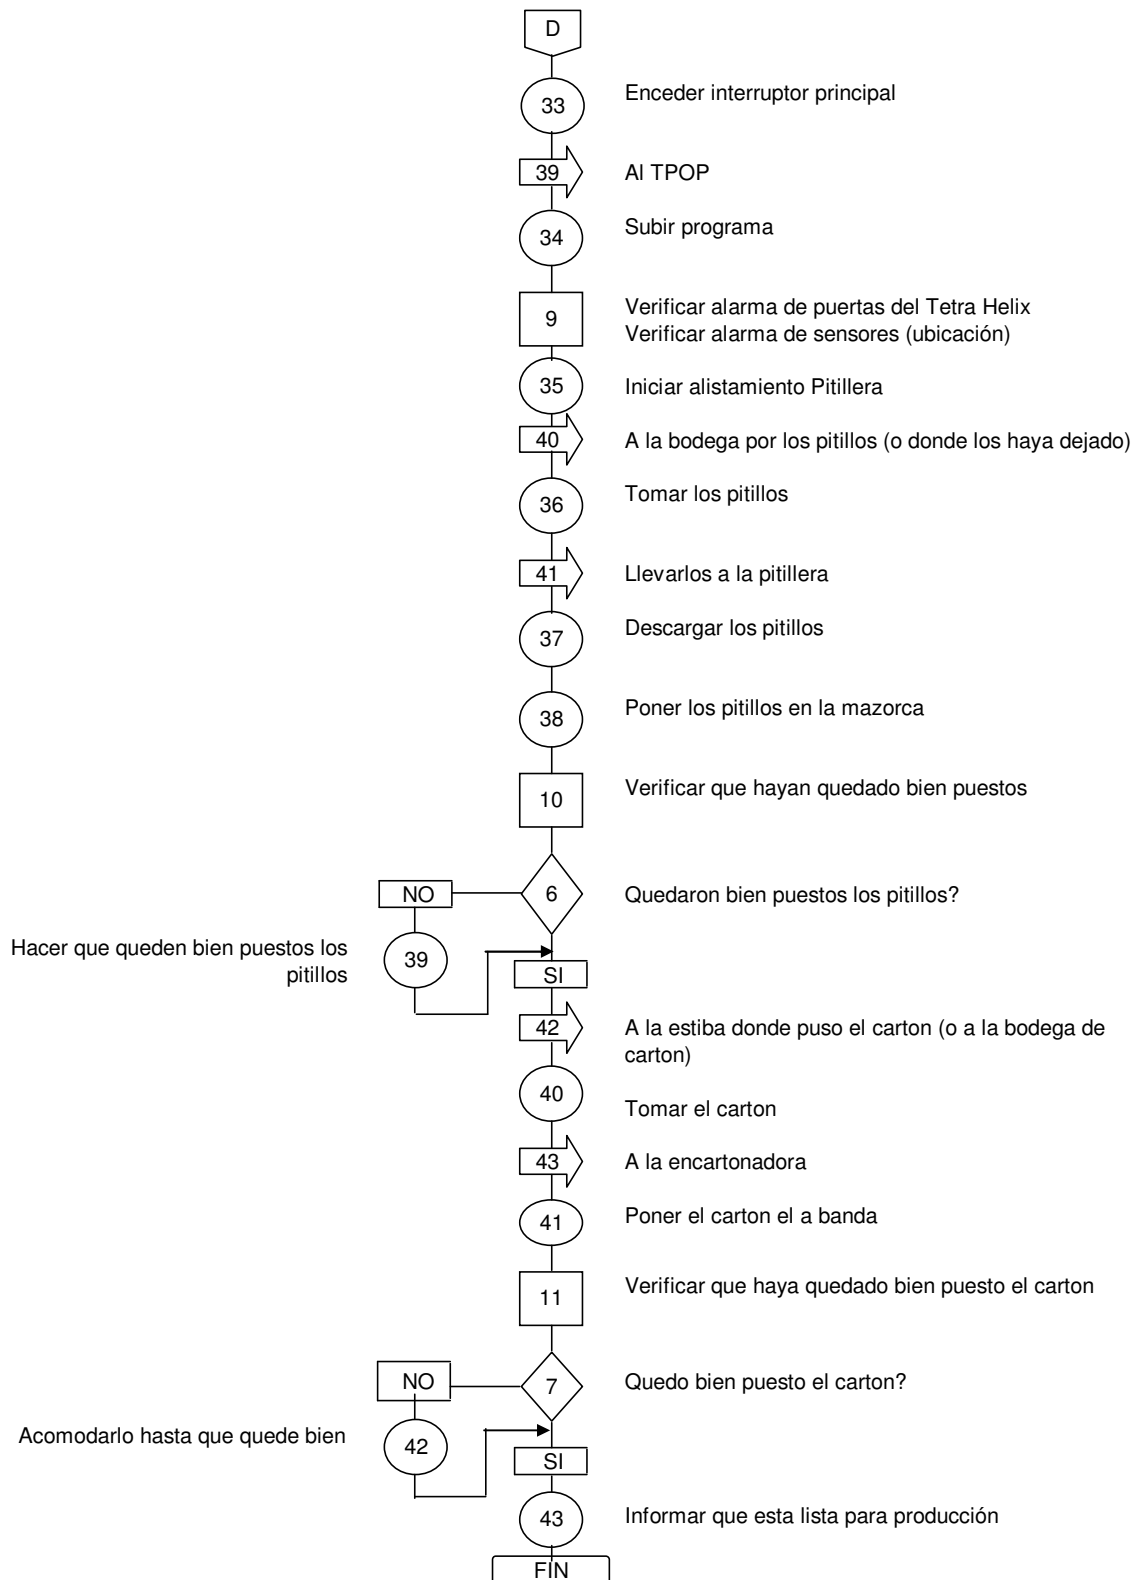 D
33 Enceder interruptor principal
39 Al TPOP
34 Subir programa
9 Verificar alarma de puertas del Tetra Helix
Verificar alarma de sensores (ubicación)
35 Iniciar alistamiento Pitillera
40 A la bodega por los pitillos (o donde los haya dejado)
36 Tomar los pitillos
41 Llevarlos a la pitillera
37 Descargar los pitillos
38 Poner los pitillos en la mazorca
10 Verificar que hayan quedado bien puestos
NO 6 Quedaron bien puestos los pitillos?
Hacer que queden bien puestos los
pitillos
39
SI
42 A la estiba donde puso el carton (o a la bodega de
carton)
40 Tomar el carton
43 A la encartonadora
41 Poner el carton el a banda
11 Verificar que haya quedado bien puesto el carton
NO 7 Quedo bien puesto el carton?
Acomodarlo hasta que quede bien 42
SI
43 Informar que esta lista para producción
FIN